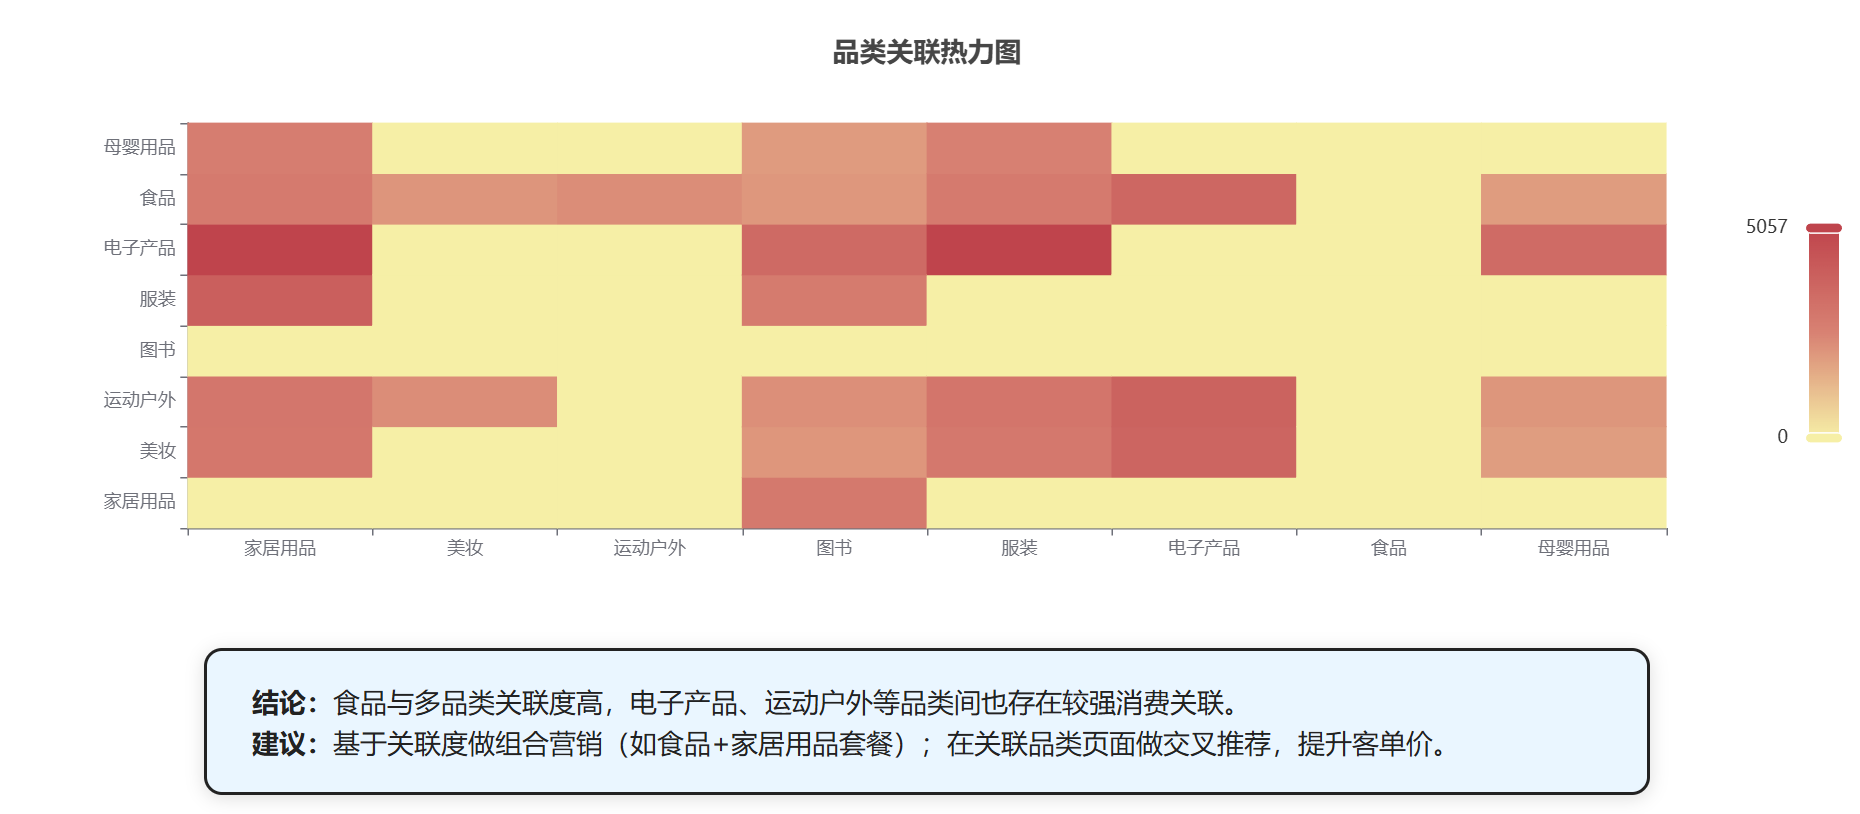 品类关联热力图
母婴用品
食品
电子产品
服装
图书
运动户外
美妆
家居用品
家居用品 美妆 运动户外 图书 服装 电子产品 食品 母婴用品
5057
0
结论：食品与多品类关联度高，电子产品、运动户外等品类间也存在较强消费关联。
建议：基于关联度做组合营销（如食品+家居用品套餐）；在关联品类页面做交叉推荐，提升客单价。